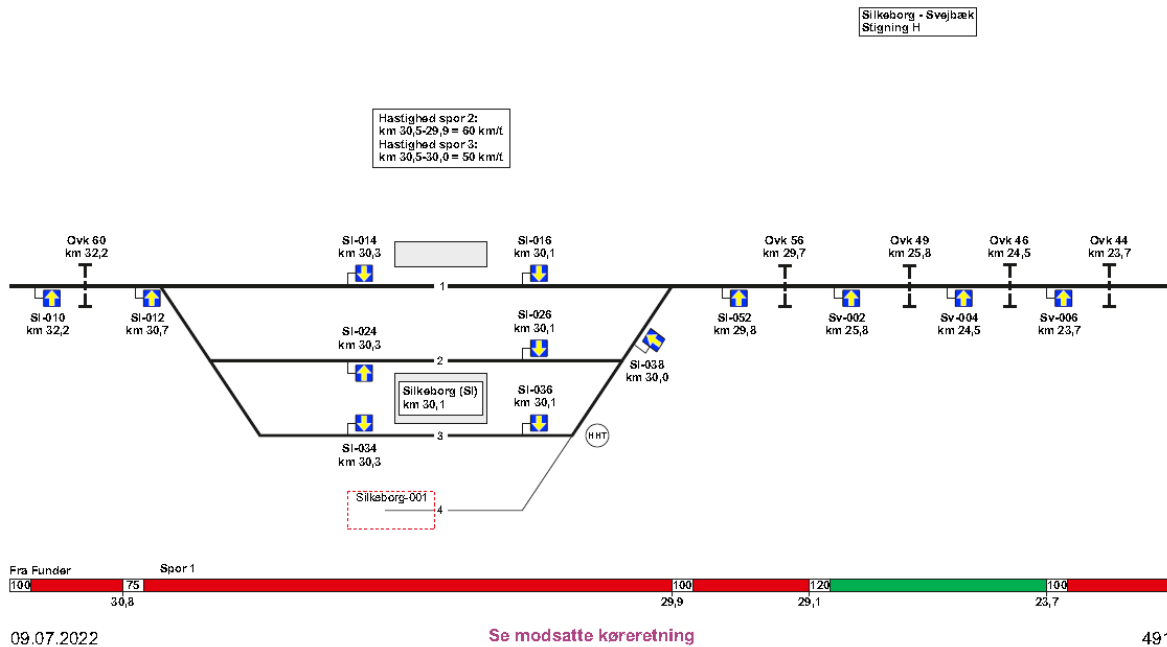 Silkeborg - Svejbæk
Stigning H
Hastighed spor 2:
km 30,5-29,9 = 60 km/t
Hastighed spor 3:
km 30,5-30,0 = 50 km/t
Ovk 60
km 32,2
Sl-014
km 30,3
Sl-016
km 30,1
Ovk 56
km 29,7
Ovk 49
km 25,8
Ovk 46
km 24,5
Ovk 44
km 23,7
1
Sl-010
km 32,2
Sl-012
km 30,7
Sl-052
km 29,8
Sv-002
km 25,8
Sv-004
km 24,5
Sv-006
km 23,7
Sl-024
km 30,3
Sl-026
km 30,1
2
Sl-038
km 30,0
Silkeborg (Sl)
km 30,1
Sl-036
km 30,1
3
HHT
Sl-034
km 30,3
Silkeborg-001
4
Fra Funder
Spor 1
100 75 100 120 100
30,8 29,9 29,1 23,7
09.07.2022
Se modsatte køreretning
491